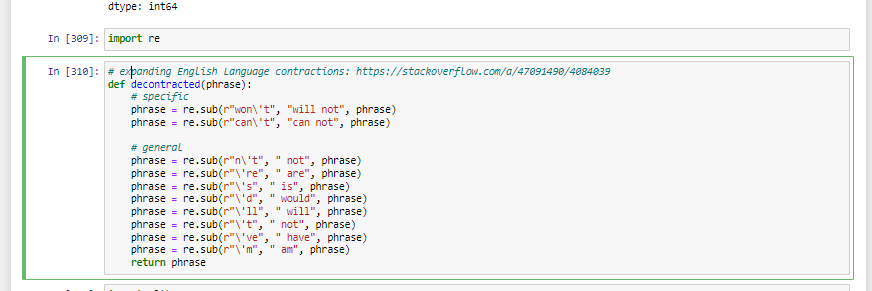 dtype: int64
In [309]: import re
In [310]: # expanding English Language contractions: https://stackoverflow.com/a/47091490/4084039
def decontracted(phrase):
    # specific
    phrase = re.sub(r"won\'t", "will not", phrase)
    phrase = re.sub(r"can\'t", "can not", phrase)

    # general
    phrase = re.sub(r"n\'t", " not", phrase)
    phrase = re.sub(r"\'re", " are", phrase)
    phrase = re.sub(r"\'s", " is", phrase)
    phrase = re.sub(r"\'d", " would", phrase)
    phrase = re.sub(r"\'ll", " will", phrase)
    phrase = re.sub(r"\'t", " not", phrase)
    phrase = re.sub(r"\'ve", " have", phrase)
    phrase = re.sub(r"\'m", " am", phrase)
    return phrase